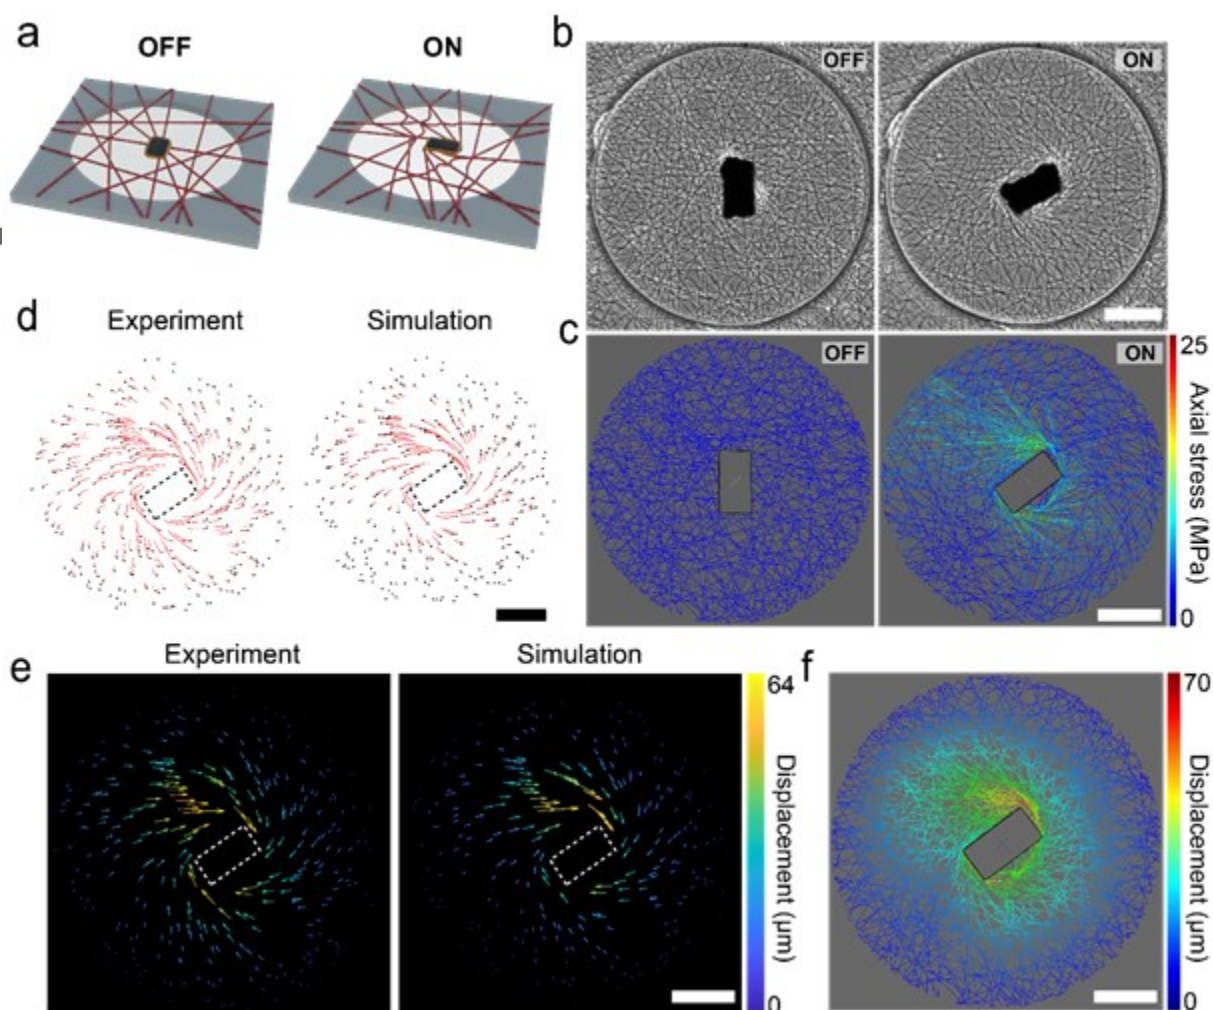 a
OFF
ON
b
OFF
ON
c
OFF
ON
25
Axial stress (MPa)
0
d
Experiment
Simulation
e
Experiment
Simulation
64
Displacement (μm)
0
f
70
Displacement (μm)
0